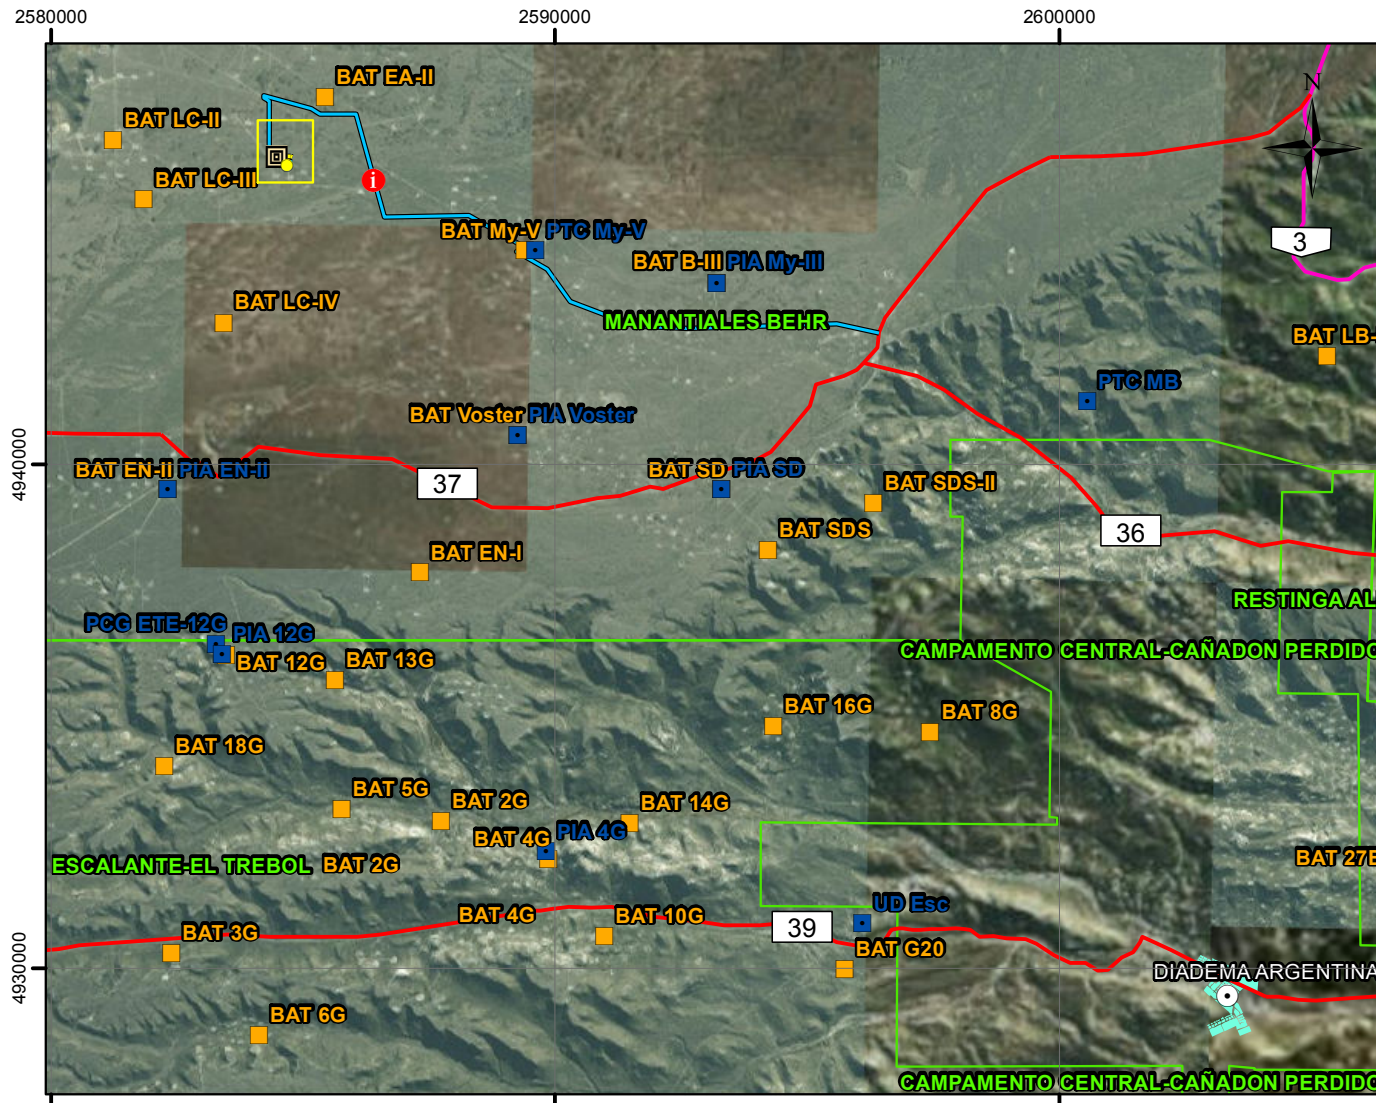 2580000
2590000
2600000
N
BAT EA-II
BAT LC-II
BAT LC-III
i
BAT My-V PTC My-V
3
BAT B-III PIA My-III
BAT LC-IV
MANANTIALES BEHR
BAT LB-
PTC MB
BAT Voster PIA Voster
4940000
BAT EN-II PIA EN-II
37
BAT SD PIA SD
BAT SDS-II
BAT SDS
36
BAT EN-I
RESTINGA AL
PCG ETE-12G
PIA 12G
BAT 12G
BAT 13G
CAMPAMENTO CENTRAL-CAÑADON PERDIDO
BAT 16G
BAT 8G
BAT 18G
BAT 5G
BAT 2G
BAT 14G
BAT 4G
PIA 4G
ESCALANTE-EL TREBOL
BAT 2G
BAT 27B
UD Esc
BAT 4G
BAT 10G
39
BAT 3G
BAT G20
4930000
DIADEMA ARGENTINA
BAT 6G
CAMPAMENTO CENTRAL-CAÑADON PERDIDO